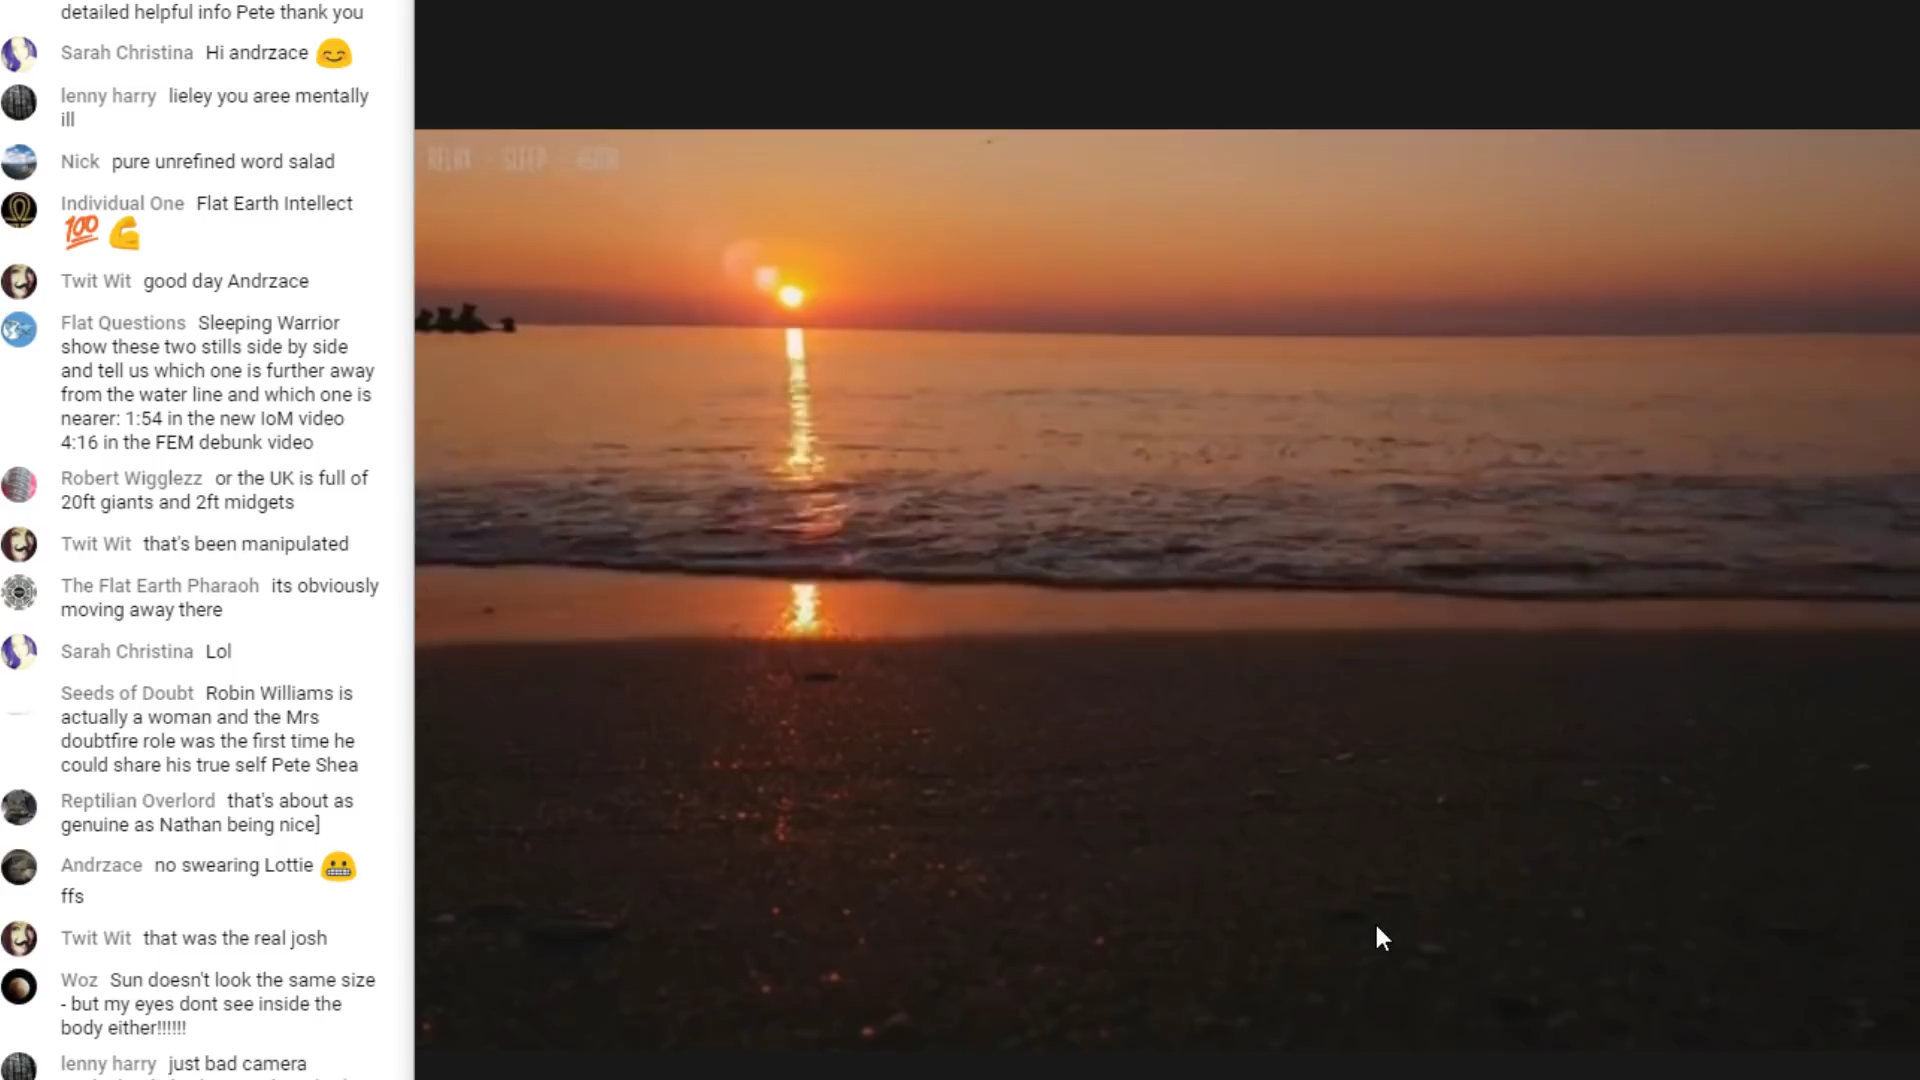 detailed helpful info Pete thank you
Sarah Christina Hi andrzace 😊
lenny harry lieley you aree mentally
ill
Nick pure unrefined word salad
Individual One Flat Earth Intellect
💯 💪
Twit Wit good day Andrzace
Flat Questions Sleeping Warrior
show these two stills side by side
and tell us which one is further away
from the water line and which one is
nearer: 1:54 in the new IoM video
4:16 in the FEM debunk video
Robert Wigglezz or the UK is full of
20ft giants and 2ft midgets
Twit Wit that's been manipulated
The Flat Earth Pharaoh its obviously
moving away there
Sarah Christina Lol
Seeds of Doubt Robin Williams is
actually a woman and the Mrs
doubtfire role was the first time he
could share his true self Pete Shea
Reptilian Overlord that's about as
genuine as Nathan being nice]
Andrzace no swearing Lottie 😬
ffs
Twit Wit that was the real josh
Woz Sun doesn't look the same size
- but my eyes dont see inside the
body either!!!!!!
lenny harry just bad camera
RELAX SLEEP